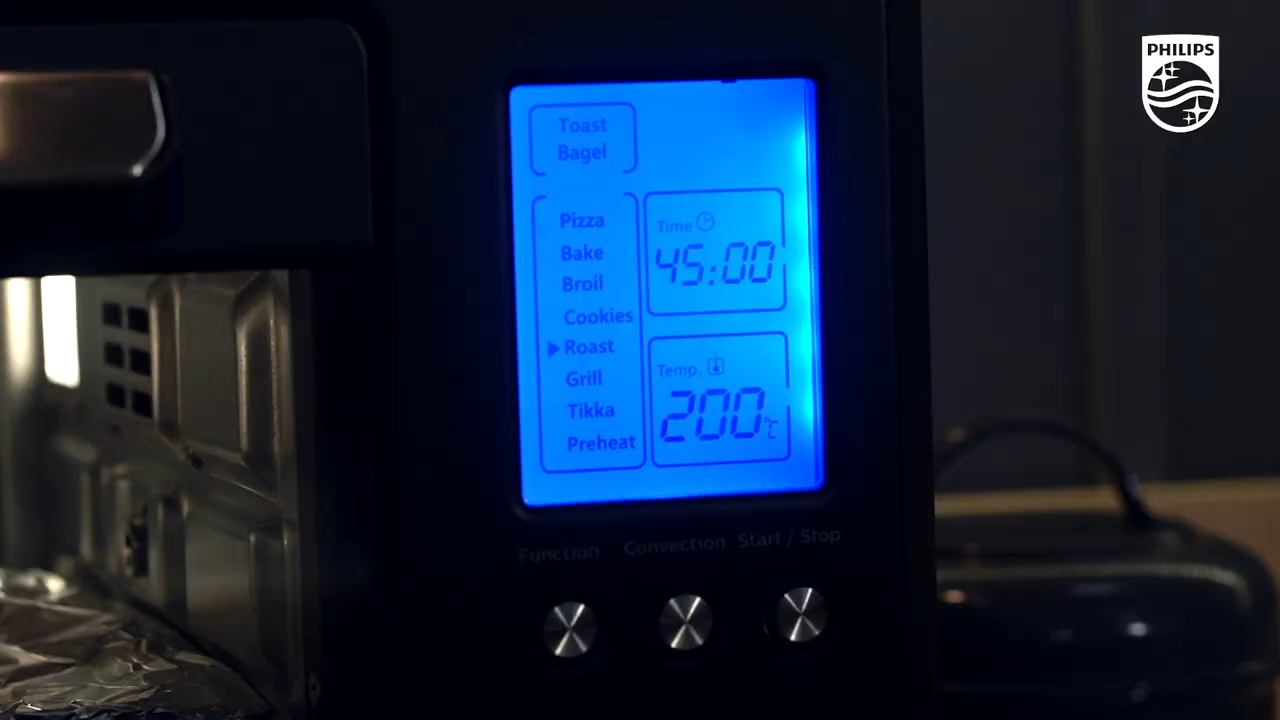 PHILIPS
Toast
Bagel
Pizza
Bake
Broil
Cookies
Roast
Grill
Tikka
Preheat
Time
45:00
Temp.
200°C
Function Convection Start / Stop